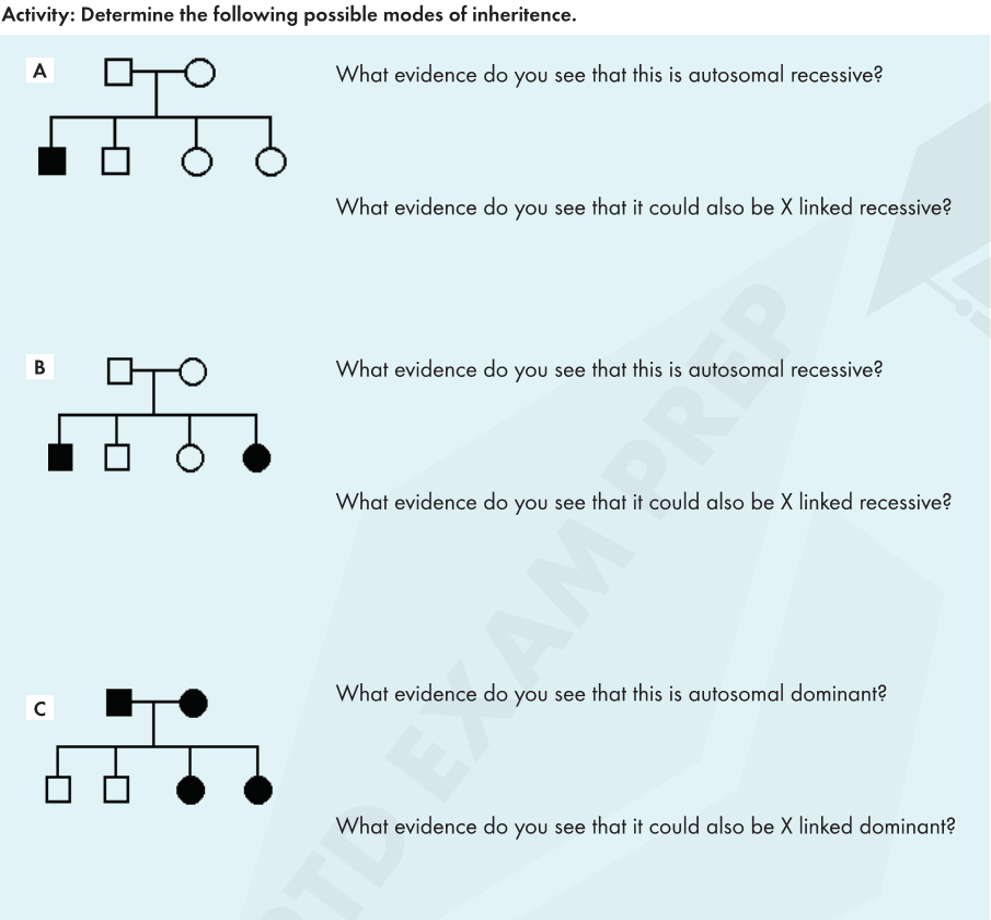 Activity: Determine the following possible modes of inheritence.
A
What evidence do you see that this is autosomal recessive?
What evidence do you see that it could also be X linked recessive?
B
What evidence do you see that this is autosomal recessive?
What evidence do you see that it could also be X linked recessive?
C
What evidence do you see that this is autosomal dominant?
What evidence do you see that it could also be X linked dominant?
RTD EXAM PREP